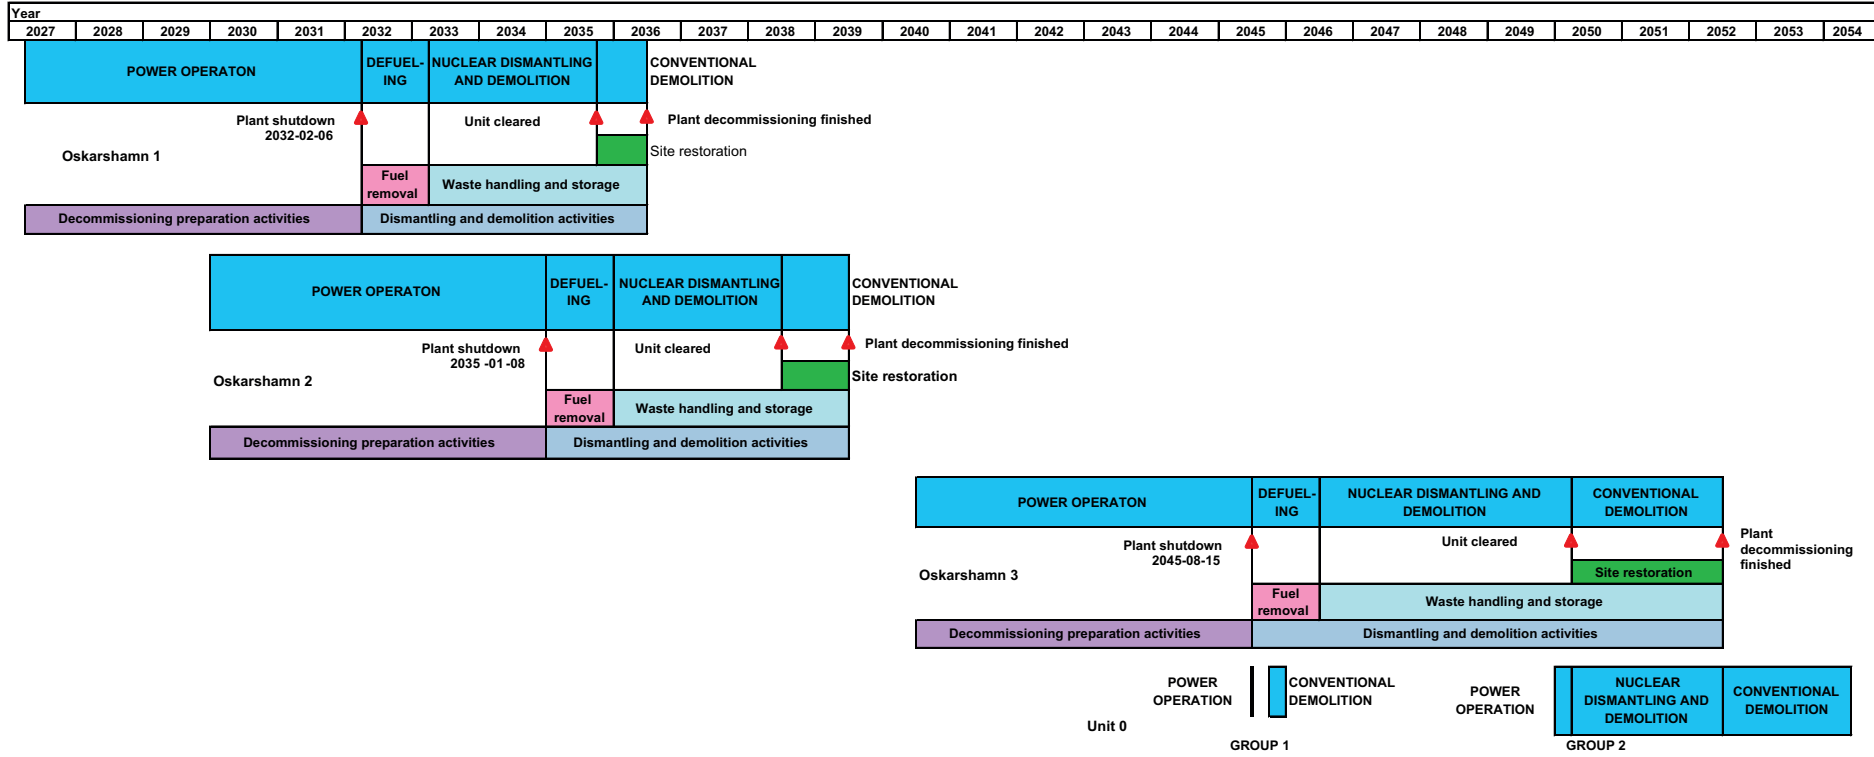 Year
2027 2028 2029 2030 2031 2032 2033 2034 2035 2036 2037 2038 2039 2040 2041 2042 2043 2044 2045 2046 2047 2048 2049 2050 2051 2052 2053 2054
POWER OPERATON
DEFUEL-
ING
NUCLEAR DISMANTLING
AND DEMOLITION
CONVENTIONAL
DEMOLITION
Plant shutdown
2032-02-06
Unit cleared
Plant decommissioning finished
Oskarshamn 1
Site restoration
Fuel
removal
Waste handling and storage
Decommissioning preparation activities
Dismantling and demolition activities
POWER OPERATON
DEFUEL-
ING
NUCLEAR DISMANTLING
AND DEMOLITION
CONVENTIONAL
DEMOLITION
Plant shutdown
2035 -01-08
Unit cleared
Plant decommissioning finished
Oskarshamn 2
Site restoration
Fuel
removal
Waste handling and storage
Decommissioning preparation activities
Dismantling and demolition activities
POWER OPERATON
DEFUEL-
ING
NUCLEAR DISMANTLING AND
DEMOLITION
CONVENTIONAL
DEMOLITION
Plant shutdown
2045-08-15
Unit cleared
Plant
decommissioning
finished
Oskarshamn 3
Site restoration
Fuel
removal
Waste handling and storage
Decommissioning preparation activities
Dismantling and demolition activities
POWER
OPERATION
CONVENTIONAL
DEMOLITION
POWER
OPERATION
NUCLEAR
DISMANTLING AND
DEMOLITION
CONVENTIONAL
DEMOLITION
Unit 0
GROUP 1
GROUP 2